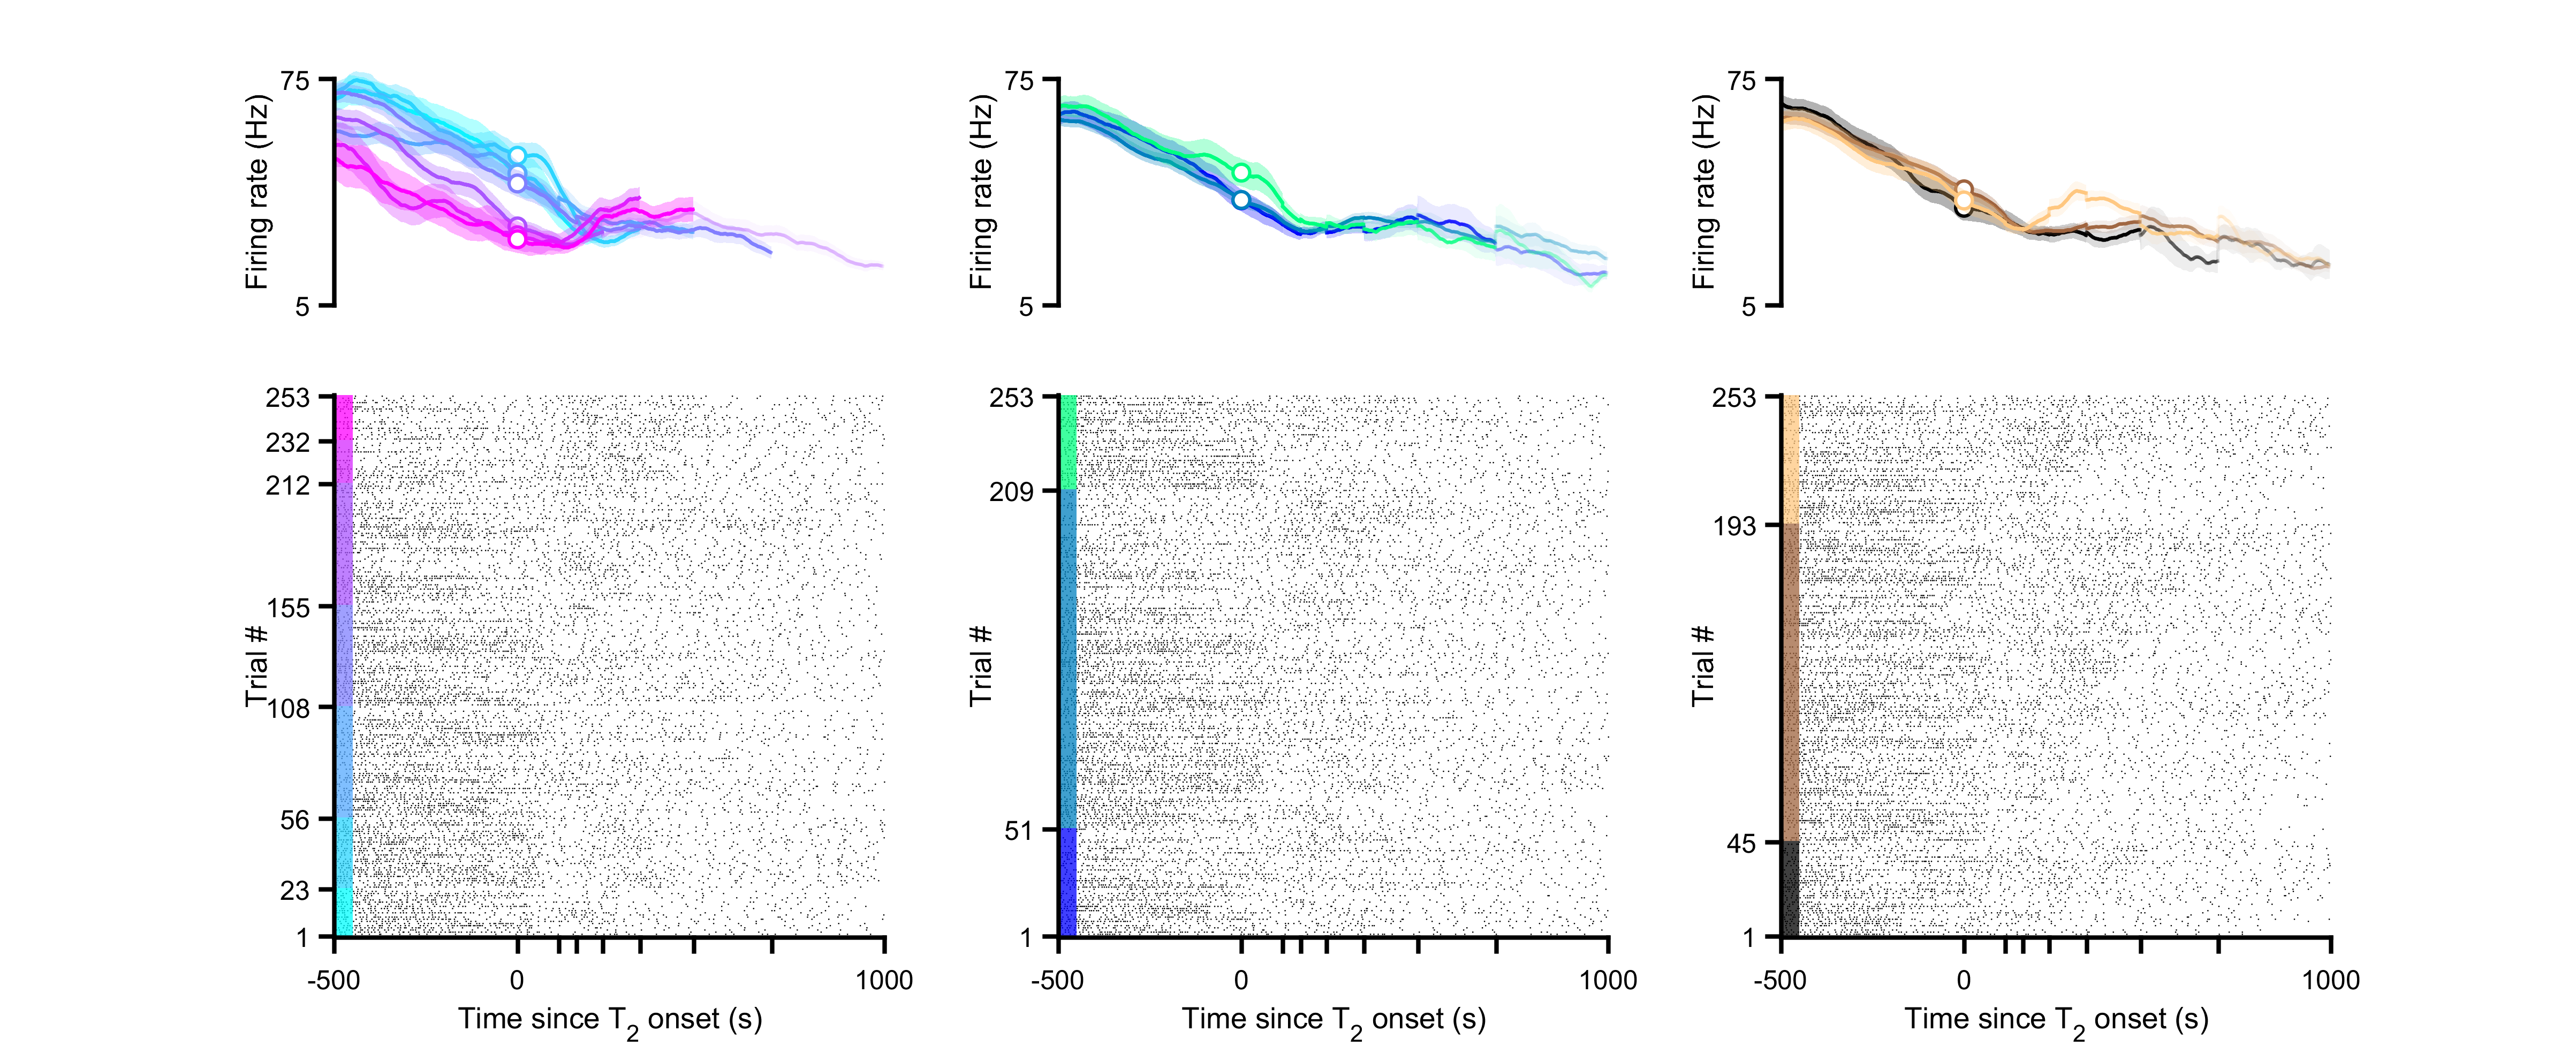 75
Firing rate (Hz)
5
75
Firing rate (Hz)
5
75
Firing rate (Hz)
5
253
232
212
155
108
56
23
1
Trial #
-500 0 1000
Time since T2 onset (s)
253
209
51
1
Trial #
-500 0 1000
Time since T2 onset (s)
253
193
45
1
Trial #
-500 0 1000
Time since T2 onset (s)